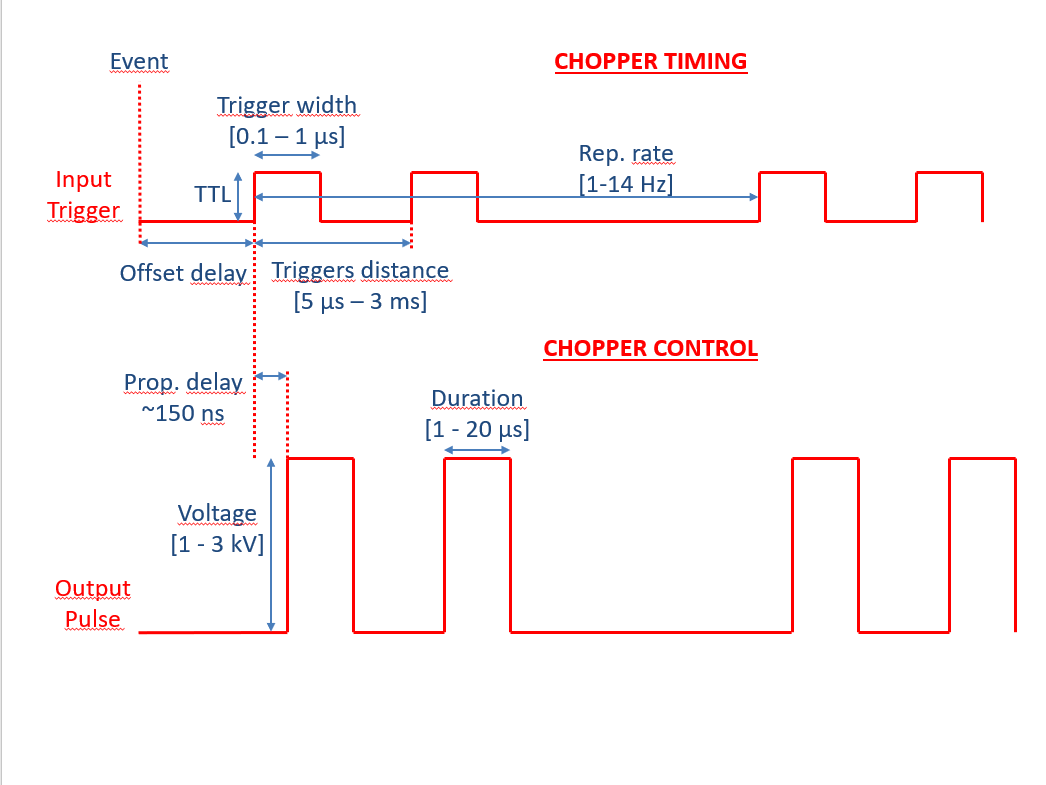 Event
CHOPPER TIMING
Trigger width
[0.1 – 1 µs]
Rep. rate
[1-14 Hz]
Input
Trigger
TTL
Offset delay
Triggers distance
[5 µs – 3 ms]
CHOPPER CONTROL
Prop. delay
~150 ns
Duration
[1 - 20 µs]
Voltage
[1 - 3 kV]
Output
Pulse